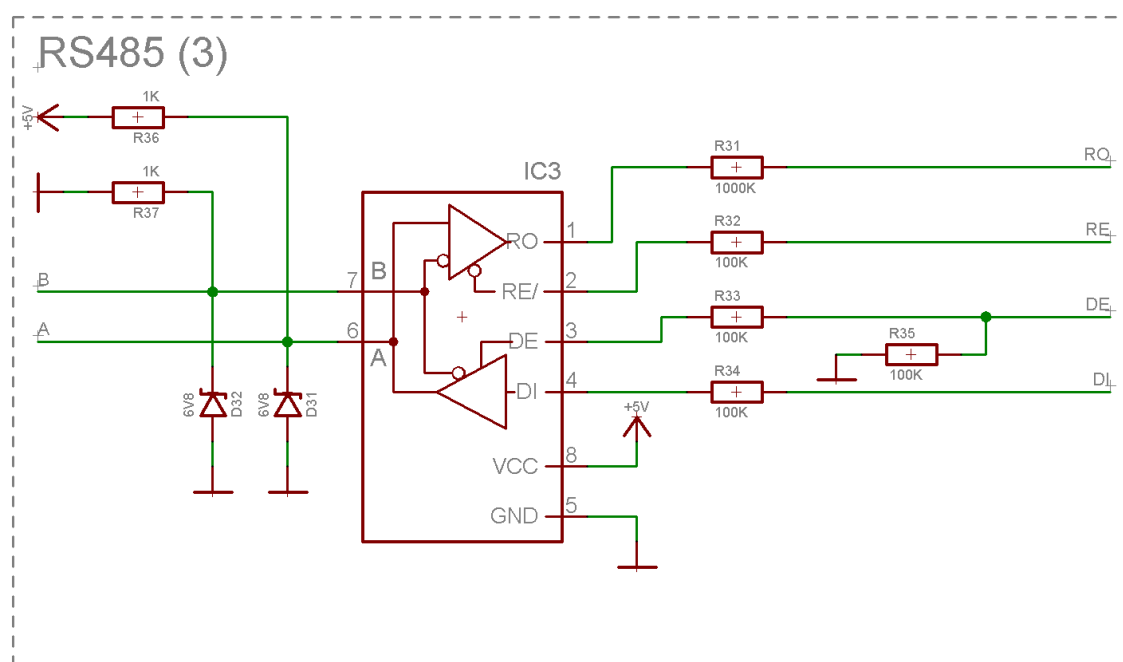 RS485 (3)
+5V
1K
R36
1K
R37
IC3
R31
1000K
RO
R32
100K
RE
R33
100K
DE
R35
100K
R34
100K
DI
B
A
7
B
6
A
RO
1
RE/
2
DE
3
DI
4
VCC
8
GND
5
+5V
6V8
D32
6V8
D31